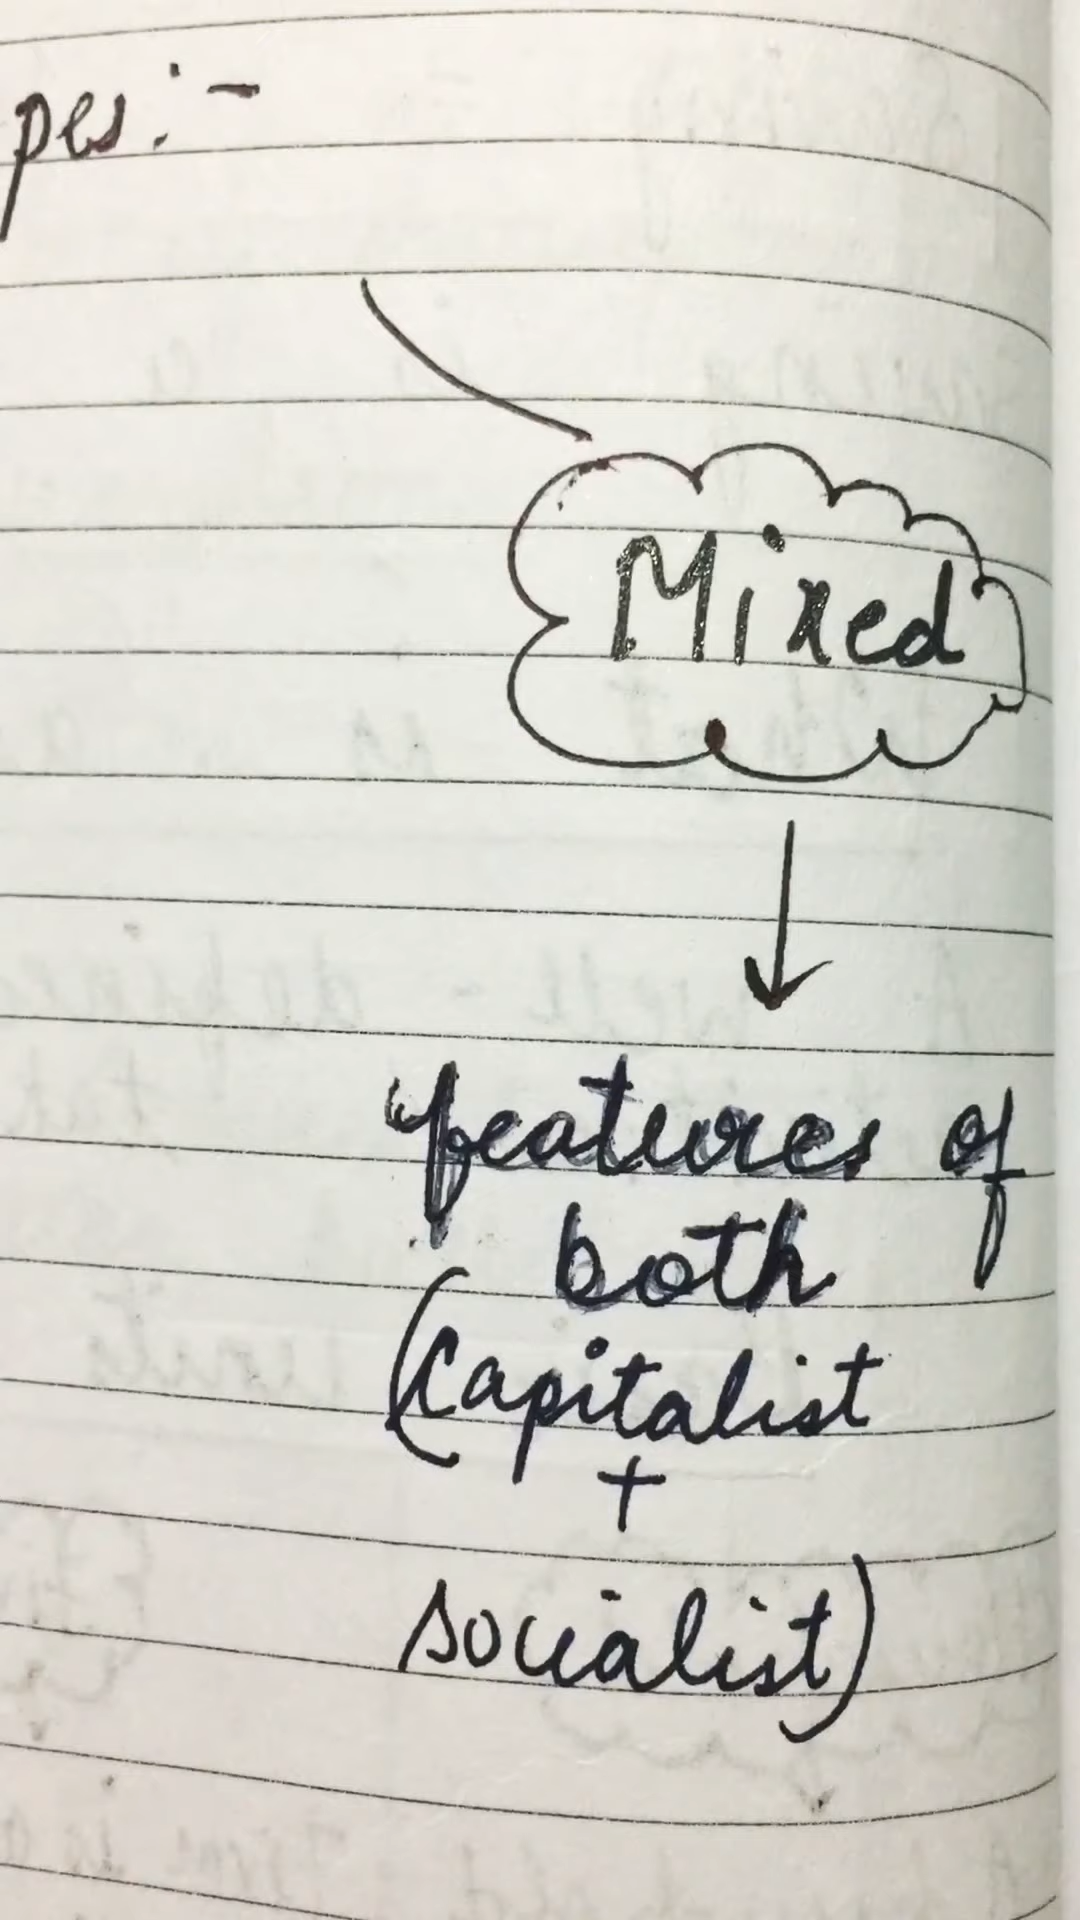 pes:-
Mixed
features of
both
(Capitalist
+
socialist)